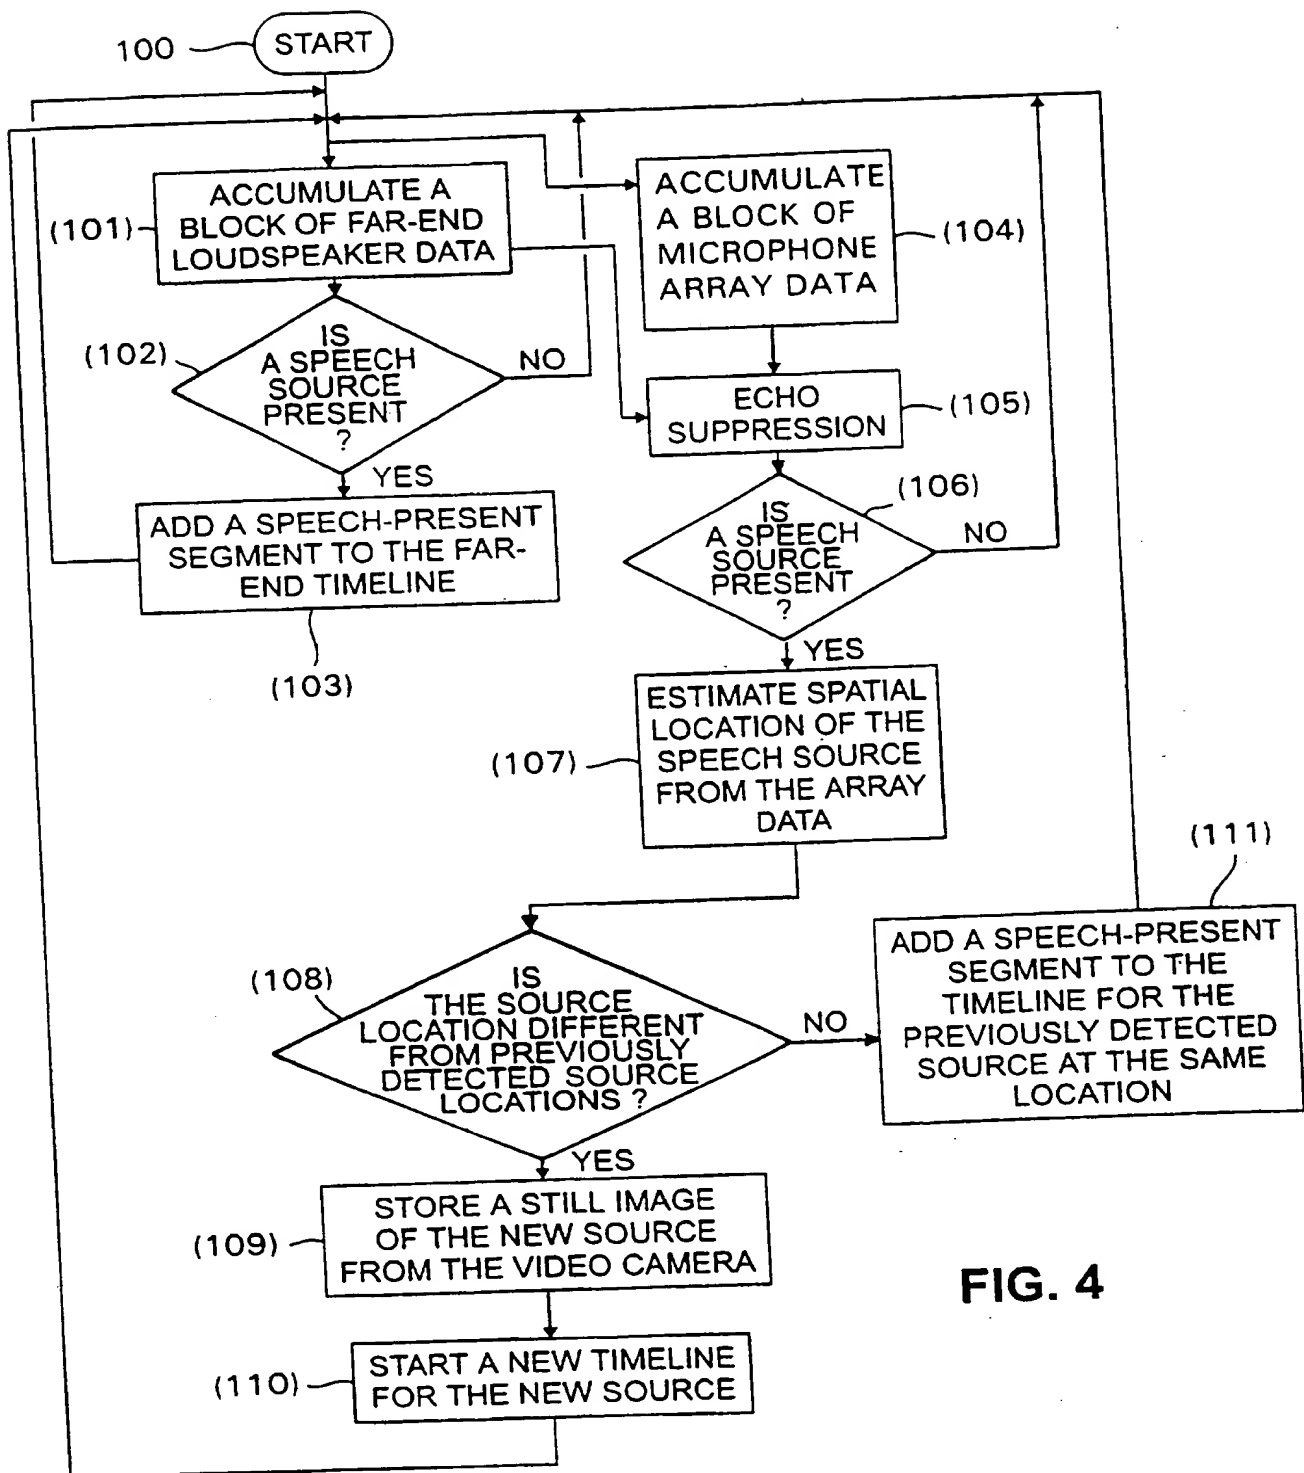 100
START
(101)
ACCUMULATE A
BLOCK OF FAR-END
LOUDSPEAKER DATA
ACCUMULATE
A BLOCK OF
MICROPHONE
ARRAY DATA
(104)
(102)
IS
A SPEECH
SOURCE
PRESENT
?
NO
YES
ECHO
SUPPRESSION
(105)
(106)
IS
A SPEECH
SOURCE
PRESENT
?
NO
YES
ADD A SPEECH-PRESENT
SEGMENT TO THE FAR-
END TIMELINE
(103)
(107)
ESTIMATE SPATIAL
LOCATION OF THE
SPEECH SOURCE
FROM THE ARRAY
DATA
(108)
IS
THE SOURCE
LOCATION DIFFERENT
FROM PREVIOUSLY
DETECTED SOURCE
LOCATIONS ?
NO
YES
(111)
ADD A SPEECH-PRESENT
SEGMENT TO THE
TIMELINE FOR THE
PREVIOUSLY DETECTED
SOURCE AT THE SAME
LOCATION
(109)
STORE A STILL IMAGE
OF THE NEW SOURCE
FROM THE VIDEO CAMERA
(110)
START A NEW TIMELINE
FOR THE NEW SOURCE
FIG. 4